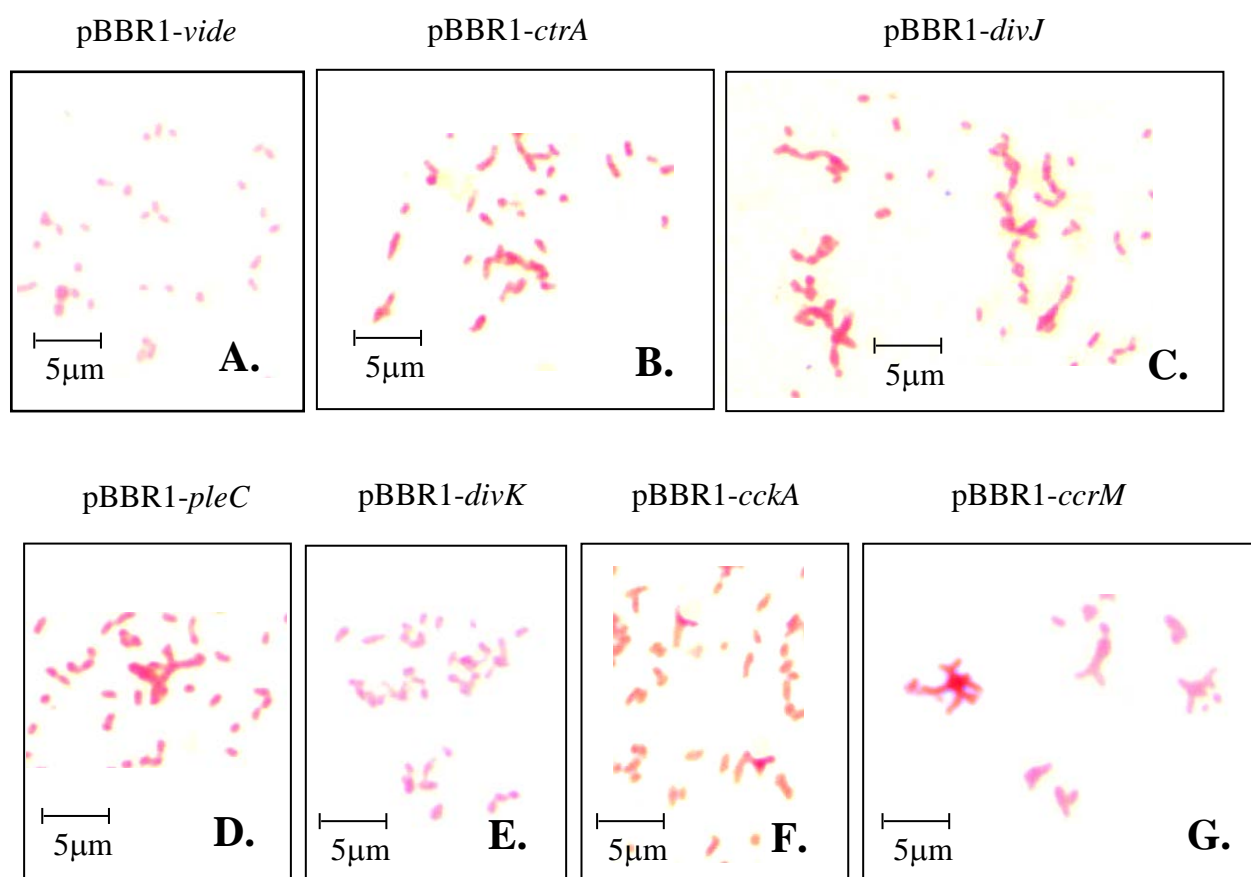 pBBR1-vide
pBBR1-ctrA
pBBR1-divJ
5μm
A.
5μm
B.
5μm
C.
pBBR1-pleC
pBBR1-divK
pBBR1-cckA
pBBR1-ccrM
5μm
D.
5μm
E.
5μm
F.
5μm
G.